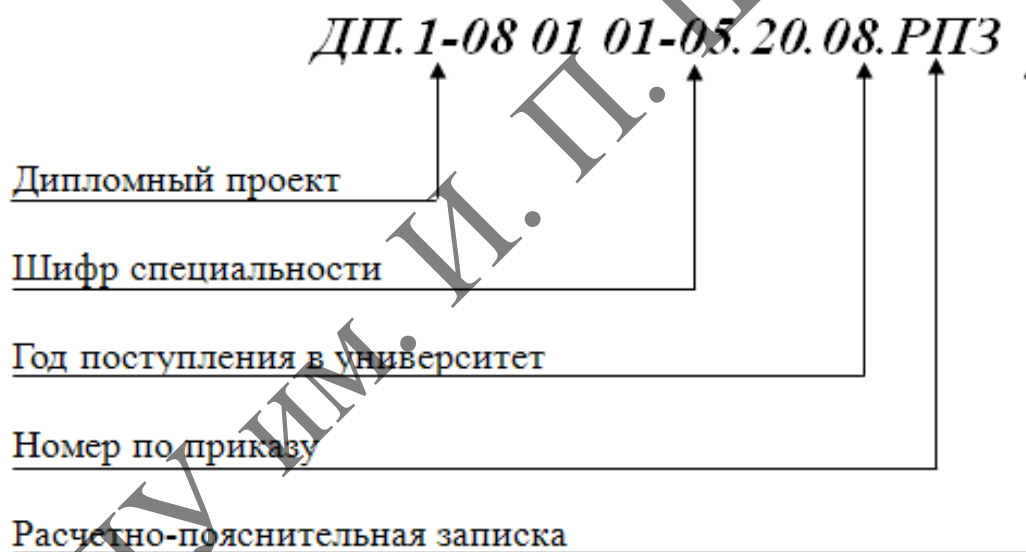 ДП.1-08 01 01-05.20.08.РПЗ
Дипломный проект
Шифр специальности
Год поступления в университет
Номер по приказу
Расчетно-пояснительная записка
У им. И. П.